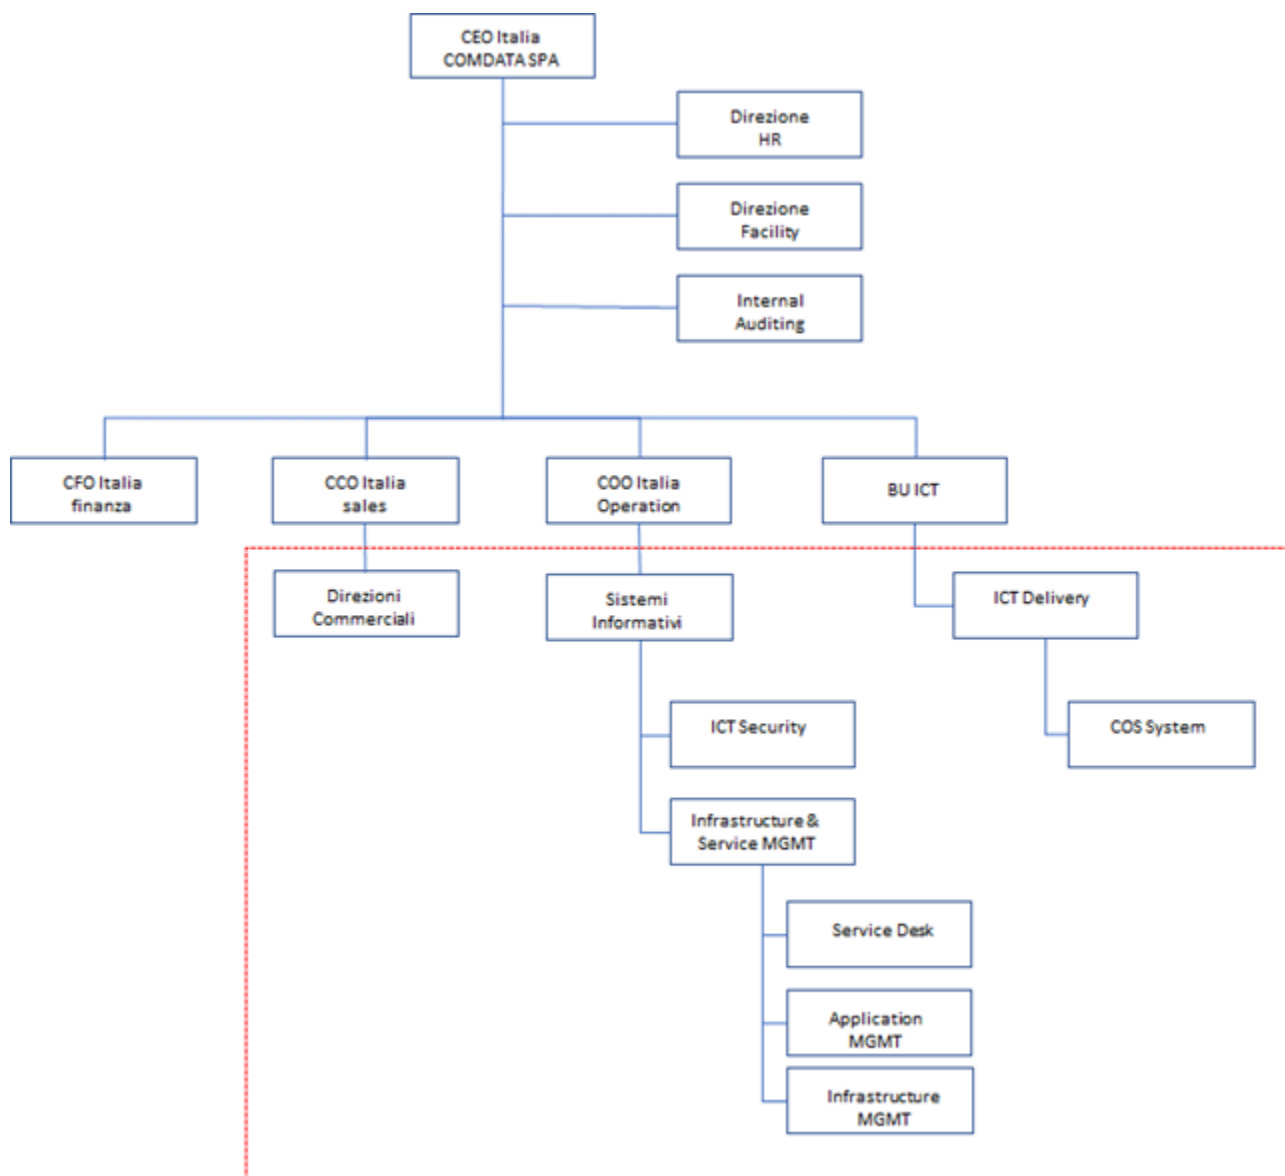 CEO Italia
COMDATA SPA
Direzione
HR
Direzione
Facility
Internal
Auditing
CFO Italia
finanza
CCO Italia
sales
COO Italia
Operation
BU ICT
Direzioni
Commerciali
Sistemi
Informativi
ICT Delivery
ICT Security
COS System
Infrastructure &
Service MGMT
Service Desk
Application
MGMT
Infrastructure
MGMT